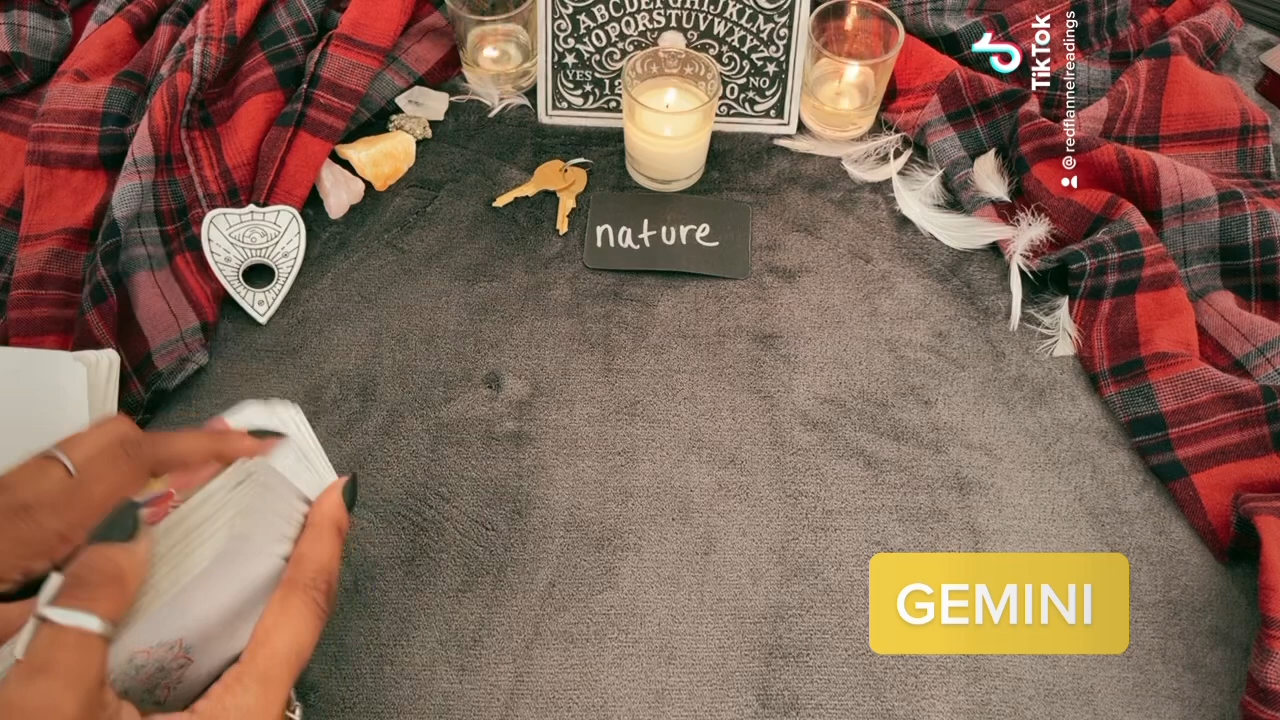 ABCDEFGHIJKLM
NOPQRSTUVWXYZ
YES
NO
nature
TikTok
@redflannelreadings
GEMINI